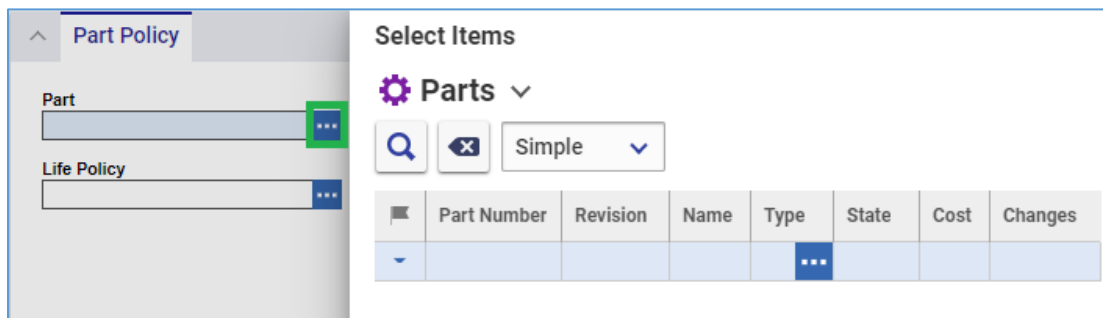 Part Policy
Part
Life Policy
Select Items
Parts
Simple
Part Number Revision Name Type State Cost Changes